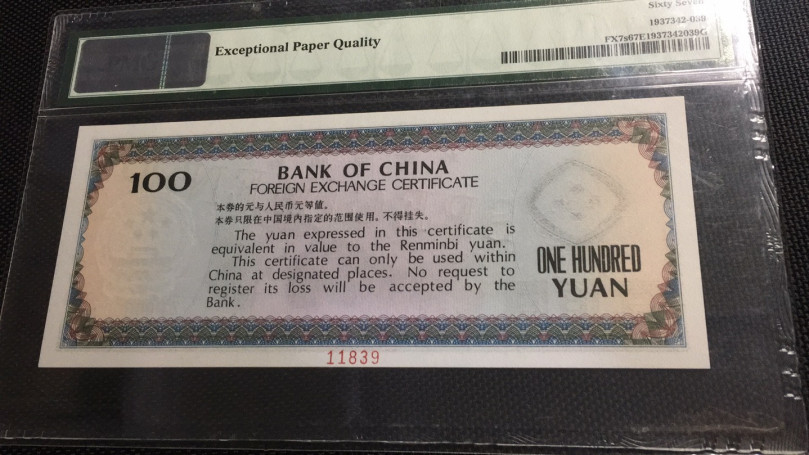 Sixty Seven
1937342-039
Exceptional Paper Quality
FX7s67E1937342039G
BANK OF CHINA
100
FOREIGN EXCHANGE CERTIFICATE
本券的元与人民币元等值。
本券只限在中国境内指定的范围使用。不得挂失。
The yuan expressed in this certificate is
equivalent in value to the Renminbi yuan.
This certificate can only be used within
China at designated places. No request to
register its loss will be accepted by the
Bank.
ONE HUNDRED
YUAN
11839